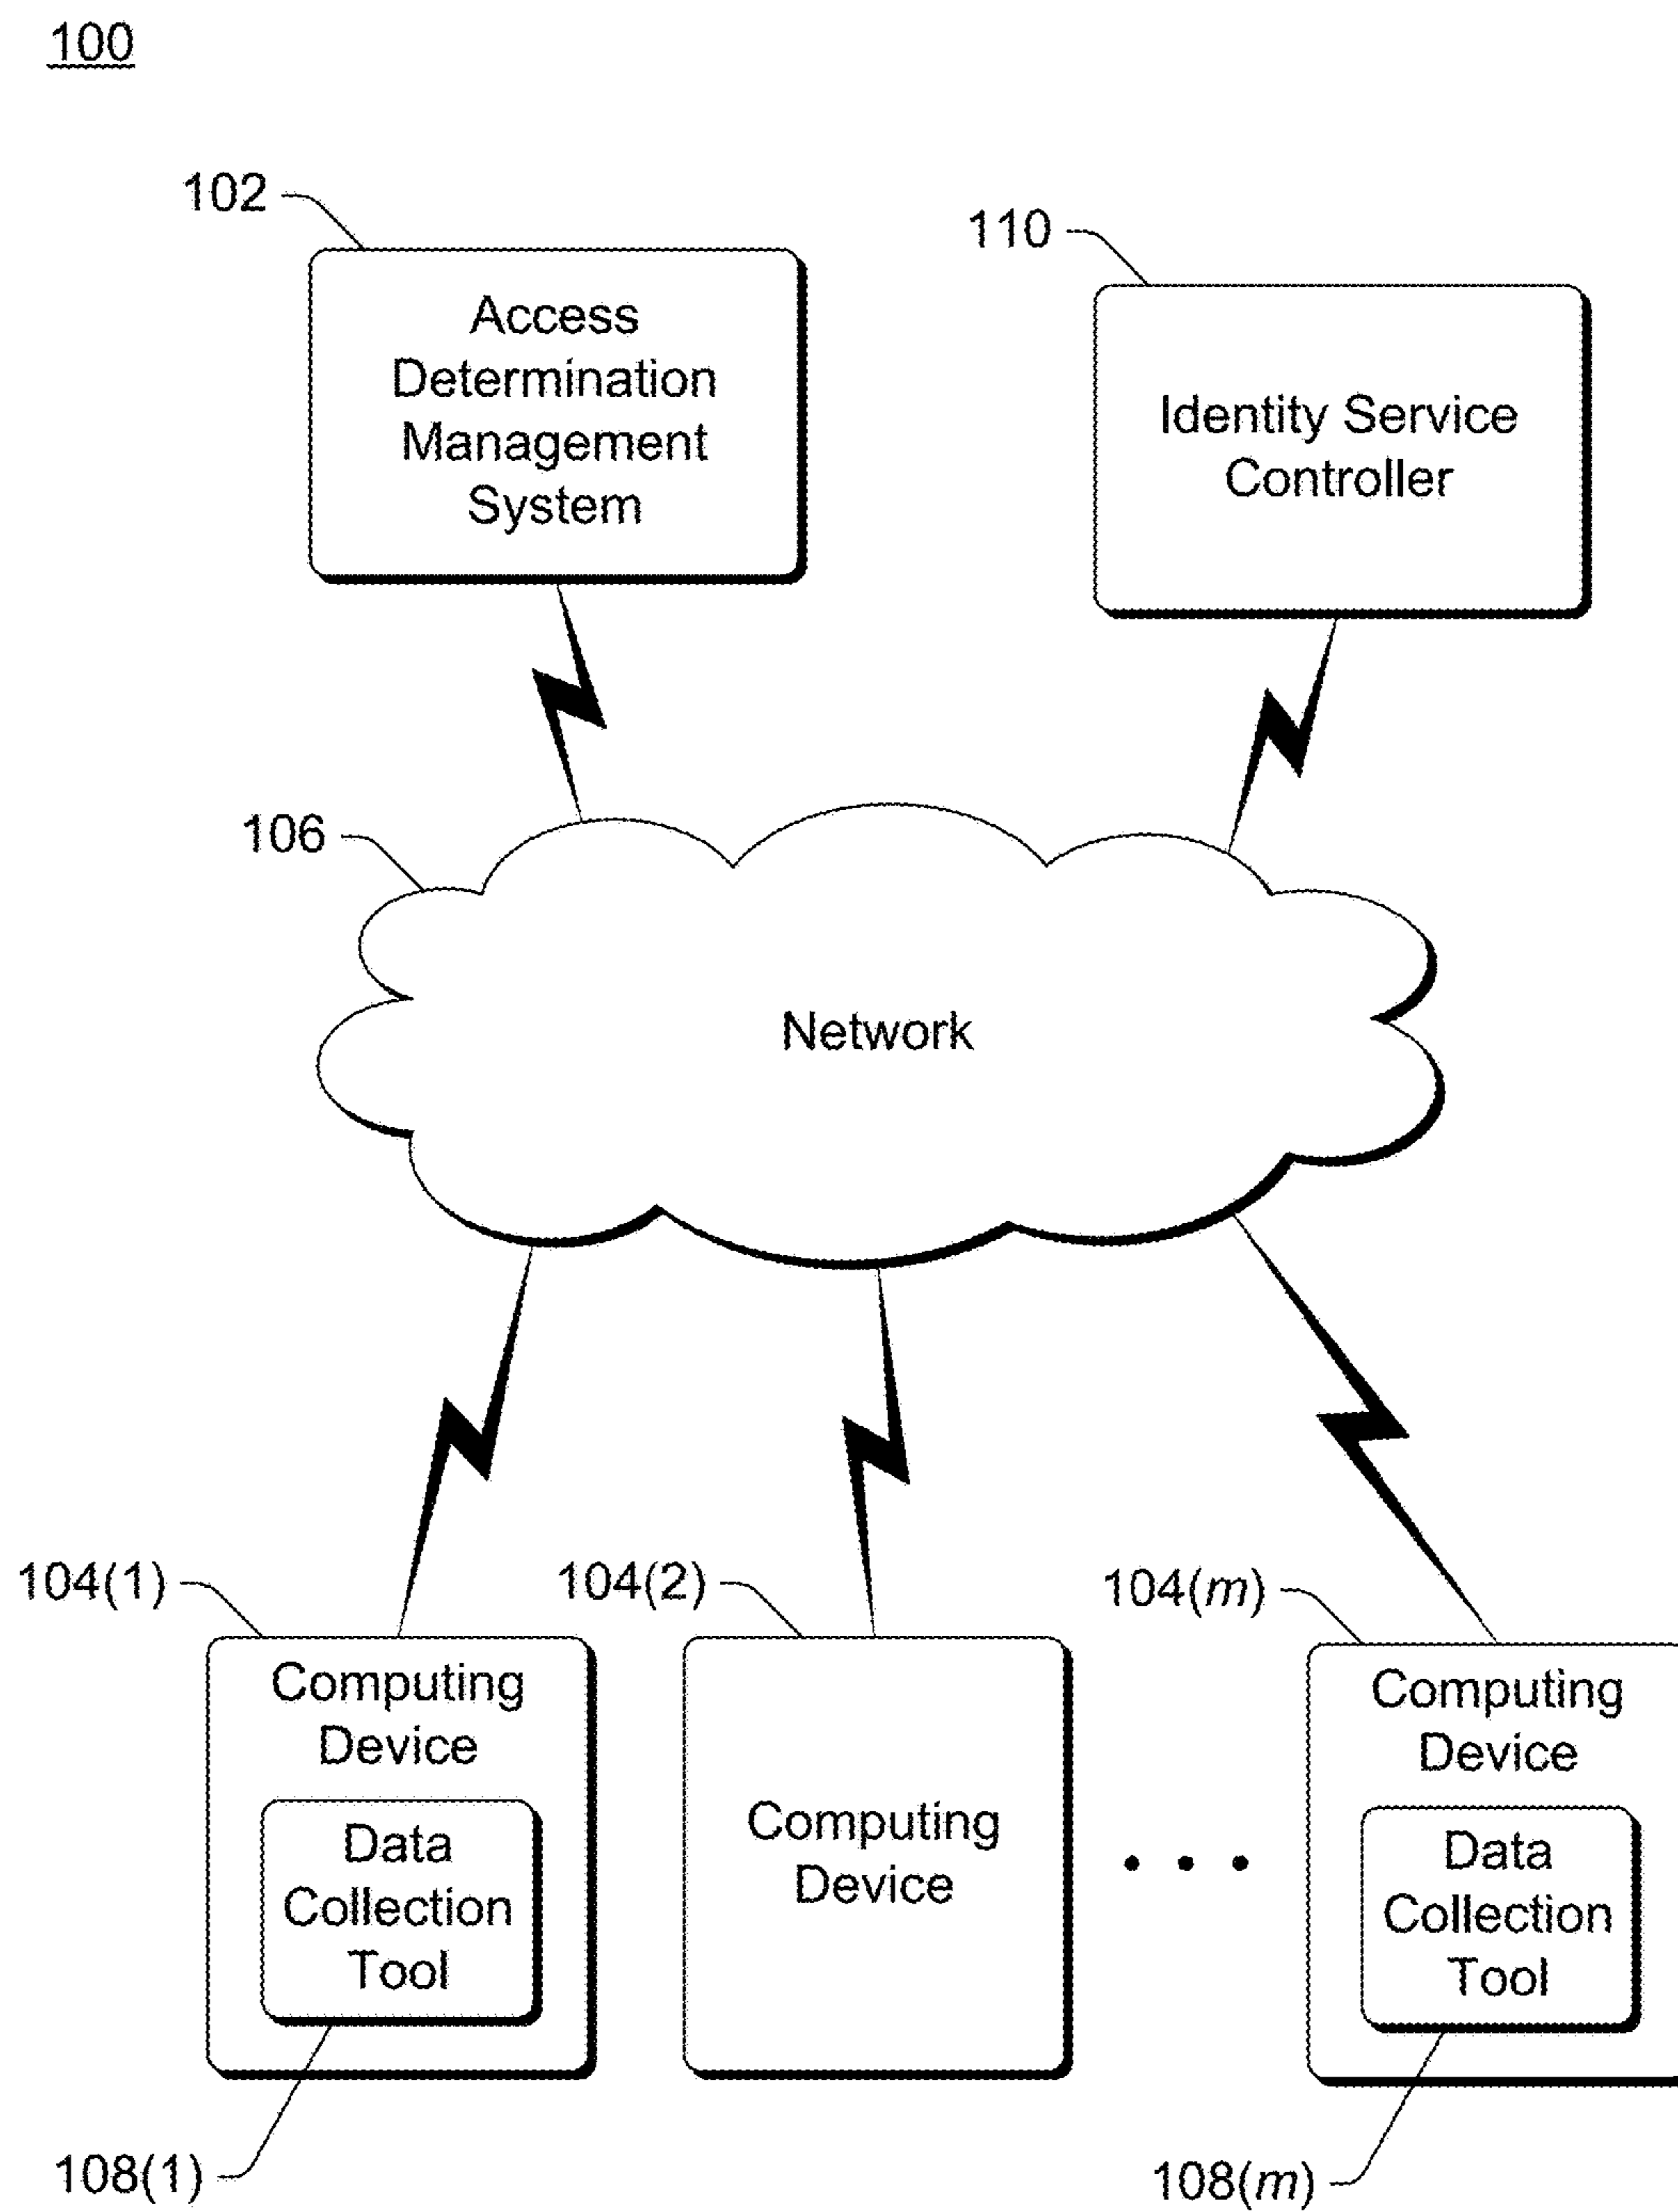 100
102
Access
Determination
Management
System
110
Identity Service
Controller
106
Network
104(1)
Computing
Device
Data
Collection
Tool
108(1)
104(2)
Computing
Device
• • •
104(m)
Computing
Device
Data
Collection
Tool
108(m)